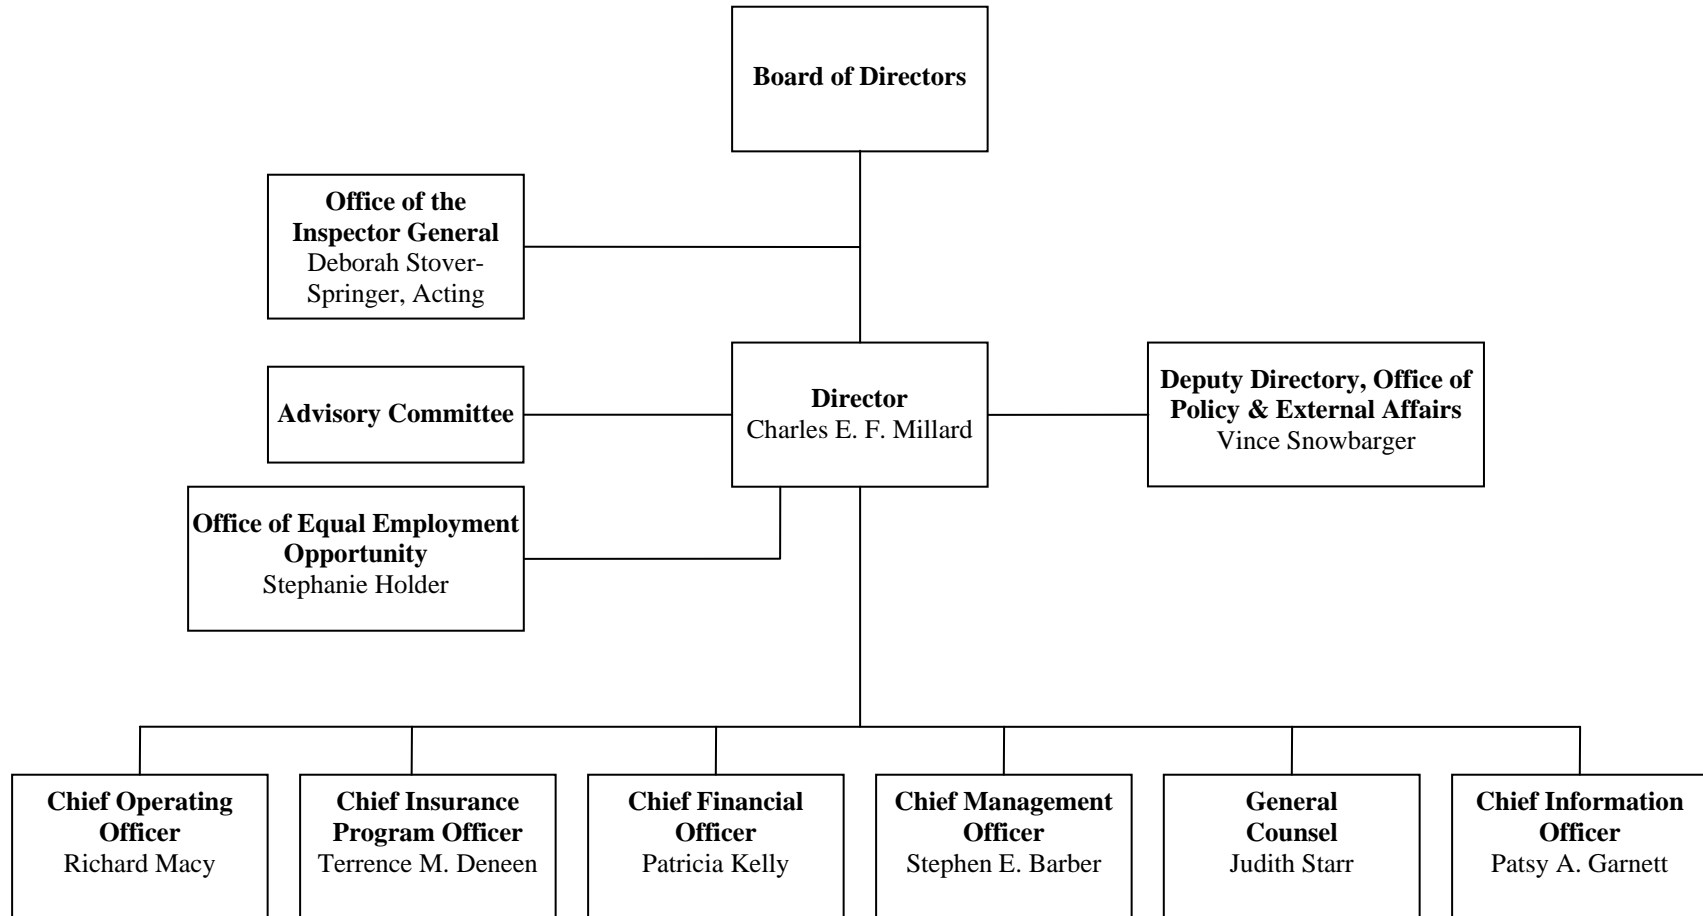 Board of Directors
Office of the
Inspector General
Deborah Stover-
Springer, Acting
Advisory Committee
Director
Charles E. F. Millard
Deputy Directory, Office of
Policy & External Affairs
Vince Snowbarger
Office of Equal Employment
Opportunity
Stephanie Holder
Chief Operating
Officer
Richard Macy
Chief Insurance
Program Officer
Terrence M. Deneen
Chief Financial
Officer
Patricia Kelly
Chief Management
Officer
Stephen E. Barber
General
Counsel
Judith Starr
Chief Information
Officer
Patsy A. Garnett